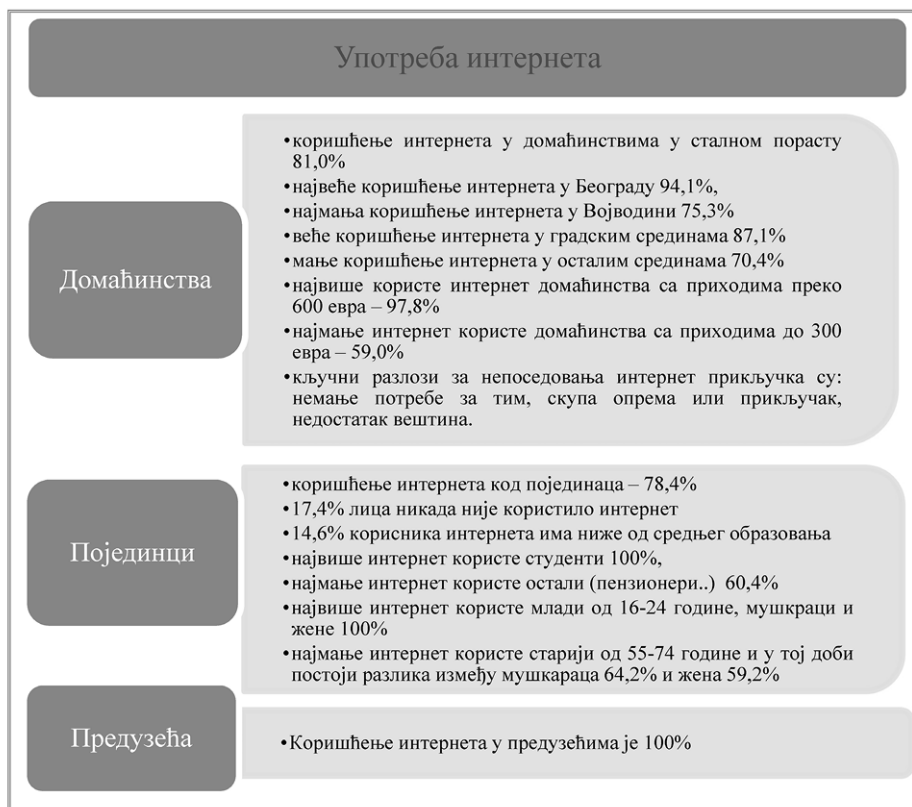 Употреба интернета
Домаћинства
•коришћење интернета у домаћинствима у сталном порасту
81,0%
•највеће коришћење интернета у Београду 94,1%,
•најмања коришћење интернета у Војводини 75,3%
•веће коришћење интернета у градским срединама 87,1%
•мање коришћење интернета у осталим срединама 70,4%
•највише користе интернет домаћинства са приходима преко
600 евра – 97,8%
•најмање интернет користе домаћинства са приходима до 300
евра – 59,0%
•кључни разлози за непоседовања интернет прикључка су:
немање потребе за тим, скупа опрема или прикључак,
недостатак вештина.
Појединци
•коришћење интернета код појединаца – 78,4%
•17,4% лица никада није користило интернет
•14,6% корисника интернета има ниже од средњег образовања
•највише интернет користе студенти 100%,
•најмање интернет користе остали (пензионери..) 60,4%
•највише интернет користе млади од 16-24 године, мушкраци и
жене 100%
•најмање интернет користе старији од 55-74 године и у тој доби
постоји разлика између мушкараца 64,2% и жена 59,2%
Предузећа
•Коришћење интернета у предузећима је 100%